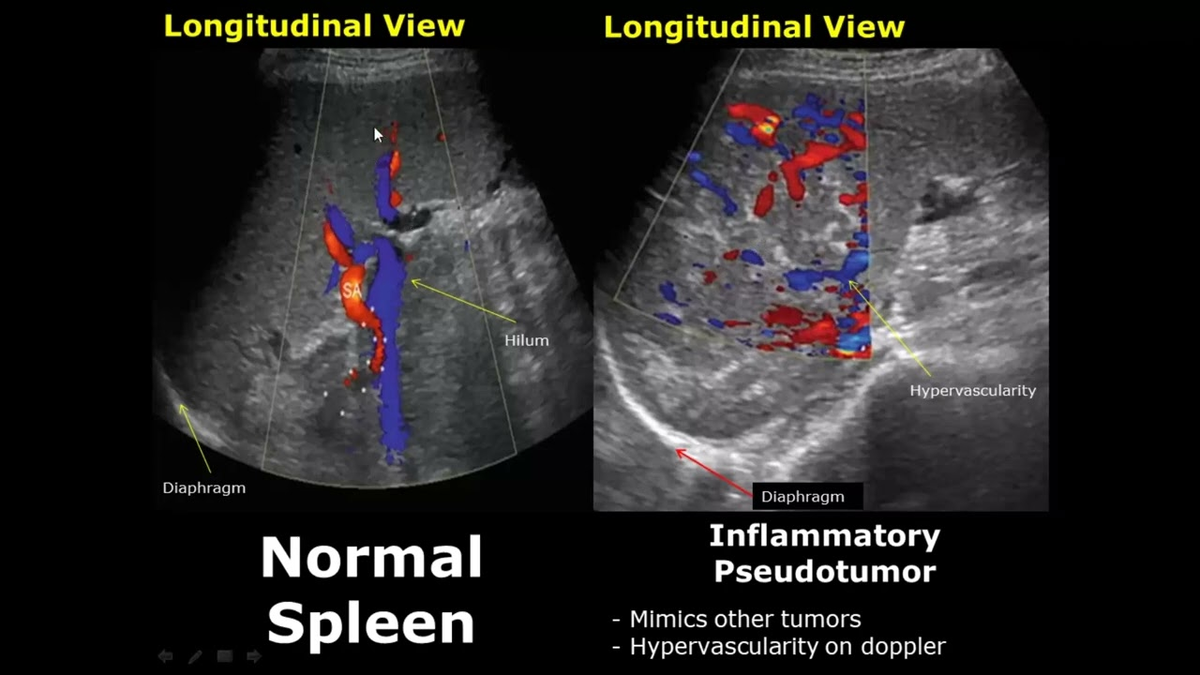 Longitudinal View
SA
Hilum
Diaphragm
Normal
Spleen
Longitudinal View
Hypervascularity
Diaphragm
Inflammatory
Pseudotumor
- Mimics other tumors
- Hypervascularity on doppler